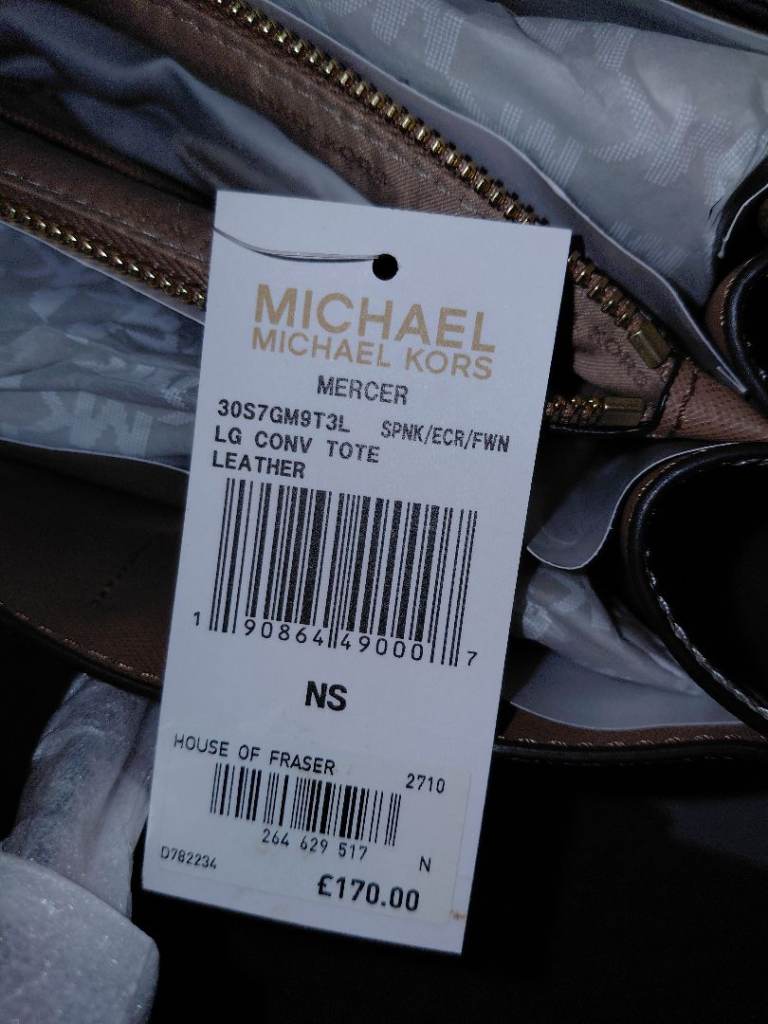 MICHAEL
MICHAEL KORS
MERCER
30S7GM9T3L SPNK/ECR/FWN
LG CONV TOTE
LEATHER
1 90864 49000 7
NS
HOUSE OF FRASER 2710
264 629 517
D782234 N
£170.00